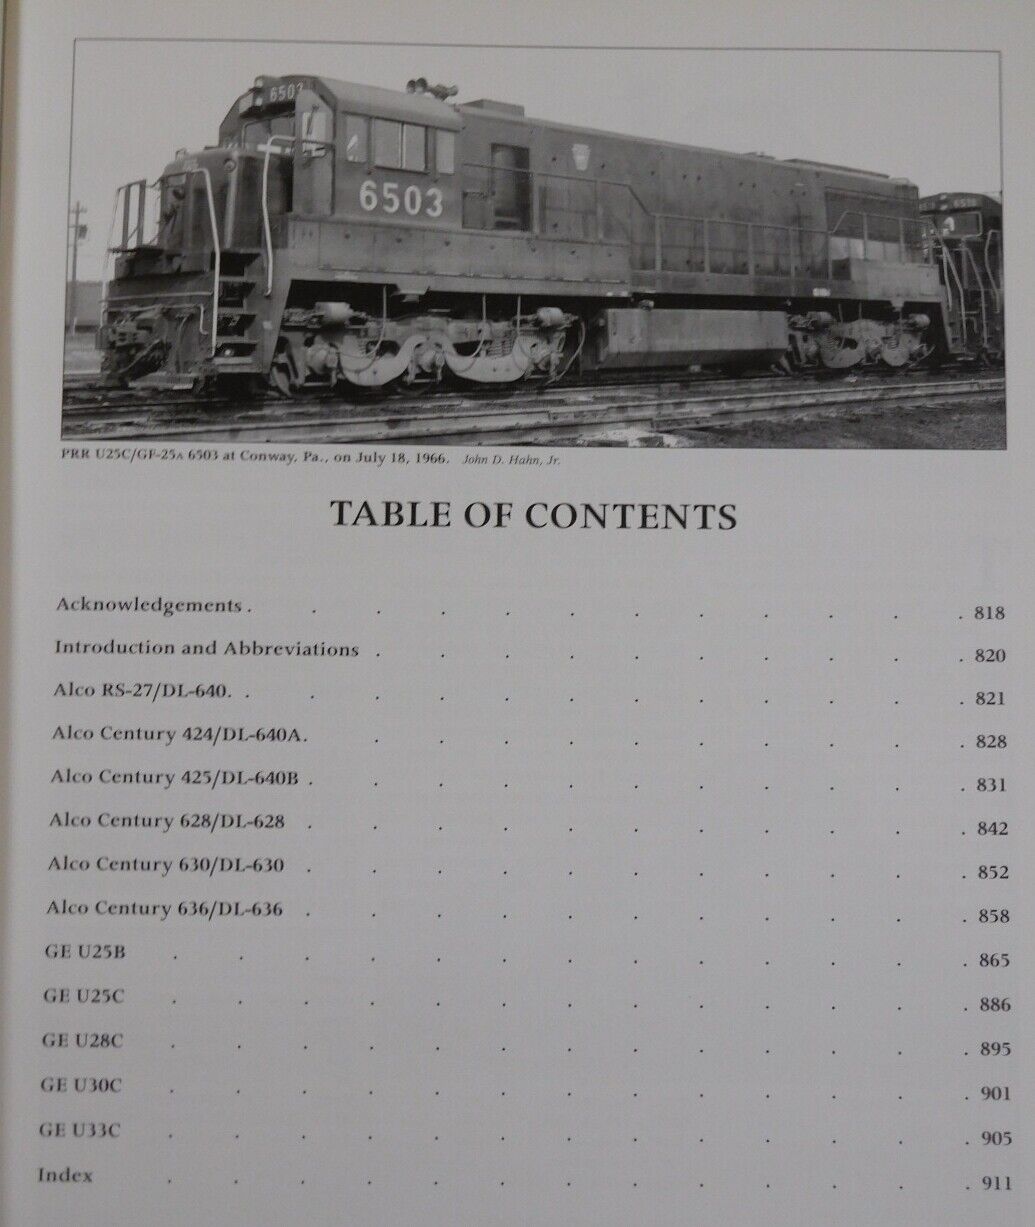 6503
6503
PRR U25C/GF-25A 6503 at Conway, Pa., on July 18, 1966. John D. Hahn, Jr.
TABLE OF CONTENTS
Acknowledgements . . . . . . . . . . . . 818
Introduction and Abbreviations . . . . . . . . . . 820
Alco RS-27/DL-640. . . . . . . . . . . . . 821
Alco Century 424/DL-640A. . . . . . . . . . . 828
Alco Century 425/DL-640B . . . . . . . . . . . 831
Alco Century 628/DL-628 . . . . . . . . . . . 842
Alco Century 630/DL-630 . . . . . . . . . . . 852
Alco Century 636/DL-636 . . . . . . . . . . . 858
GE U25B . . . . . . . . . . . . . 865
GE U25C . . . . . . . . . . . . . 886
GE U28C . . . . . . . . . . . . . 895
GE U30C . . . . . . . . . . . . . 901
GE U33C . . . . . . . . . . . . . 905
Index . . . . . . . . . . . . . 911